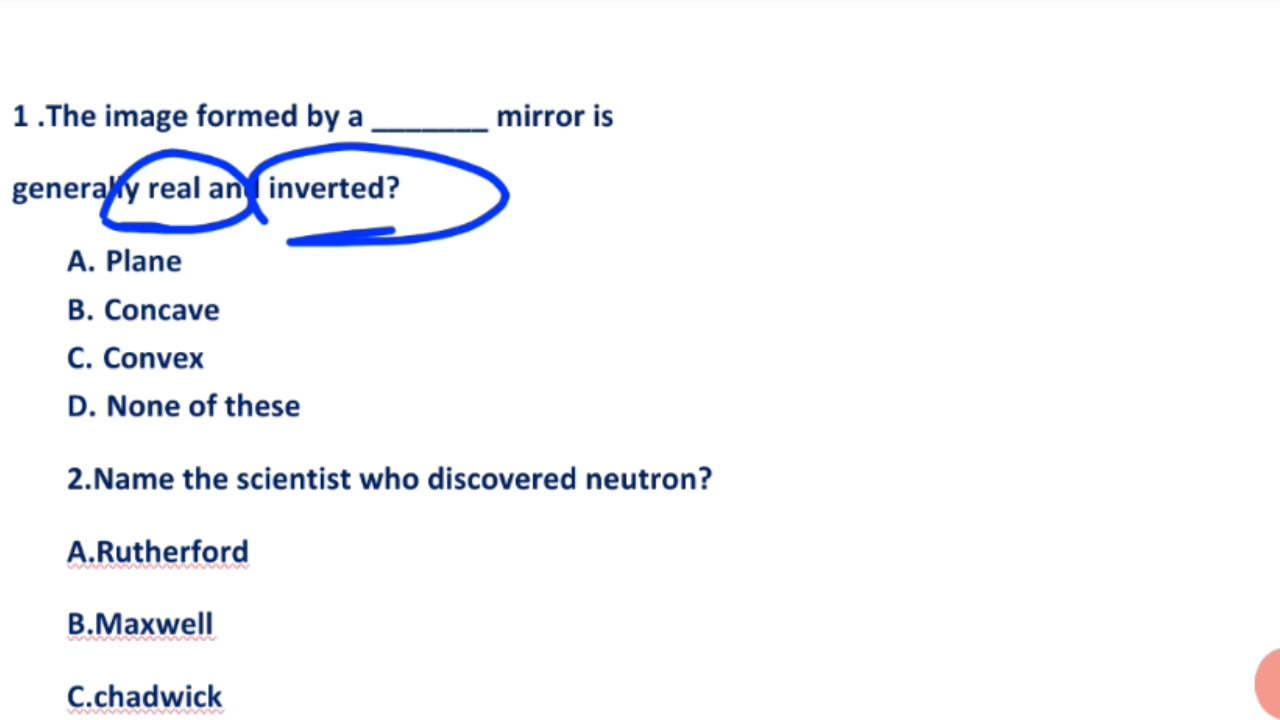 1 .The image formed by a _______ mirror is
generally real and inverted?
A. Plane
B. Concave
C. Convex
D. None of these
2.Name the scientist who discovered neutron?
A.Rutherford
B.Maxwell
C.chadwick